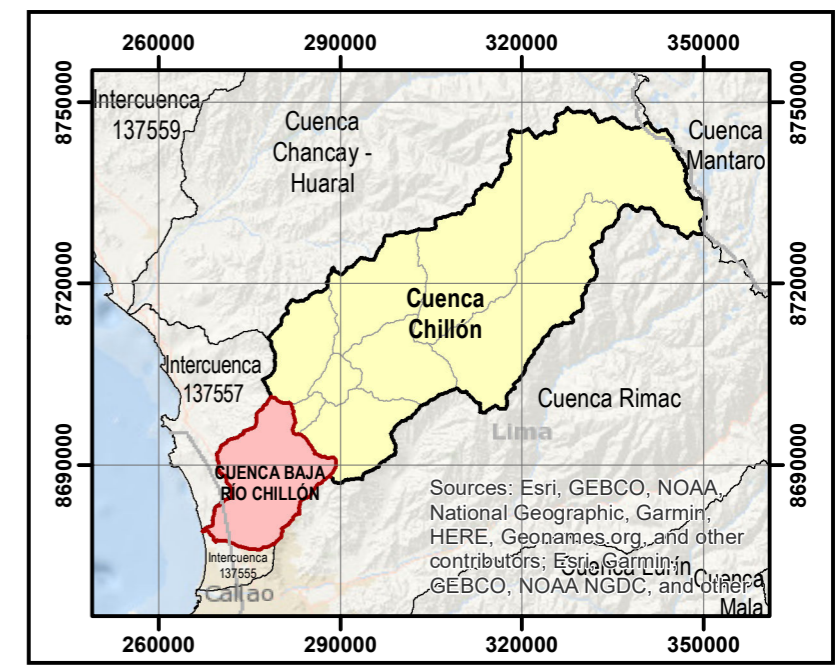 260000 290000 320000 350000
8750000
8750000
Intercuenca
137559
Cuenca
Chancay -
Huaral
Cuenca
Mantaro
8720000
8720000
Cuenca
Chillón
Intercuenca
137557
Cuenca Rimac
Lima
8690000
8690000
CUENCA BAJA
RÍO CHILLÓN
Sources: Esri, GEBCO, NOAA,
National Geographic, Garmin,
HERE, Geonames.org, and other
contributors; Esri, Garmin,
GEBCO, NOAA NGDC, and other
Cuenca Lurín
Cuenca
Mala
Intercuenca
137555
Callao
260000 290000 320000 350000